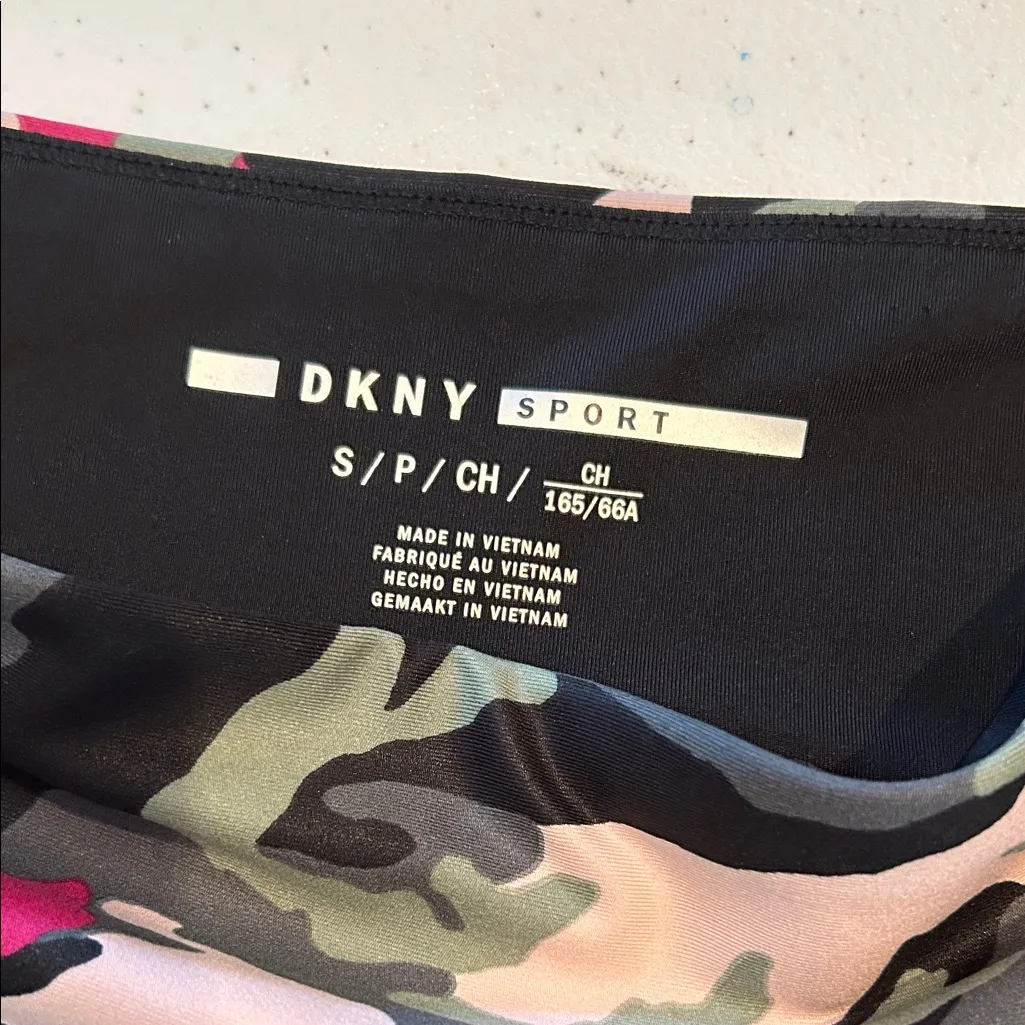 DKNY SPORT
S / P / CH / CH
165/66A
MADE IN VIETNAM
FABRIQUÉ AU VIETNAM
HECHO EN VIETNAM
GEMAAKT IN VIETNAM